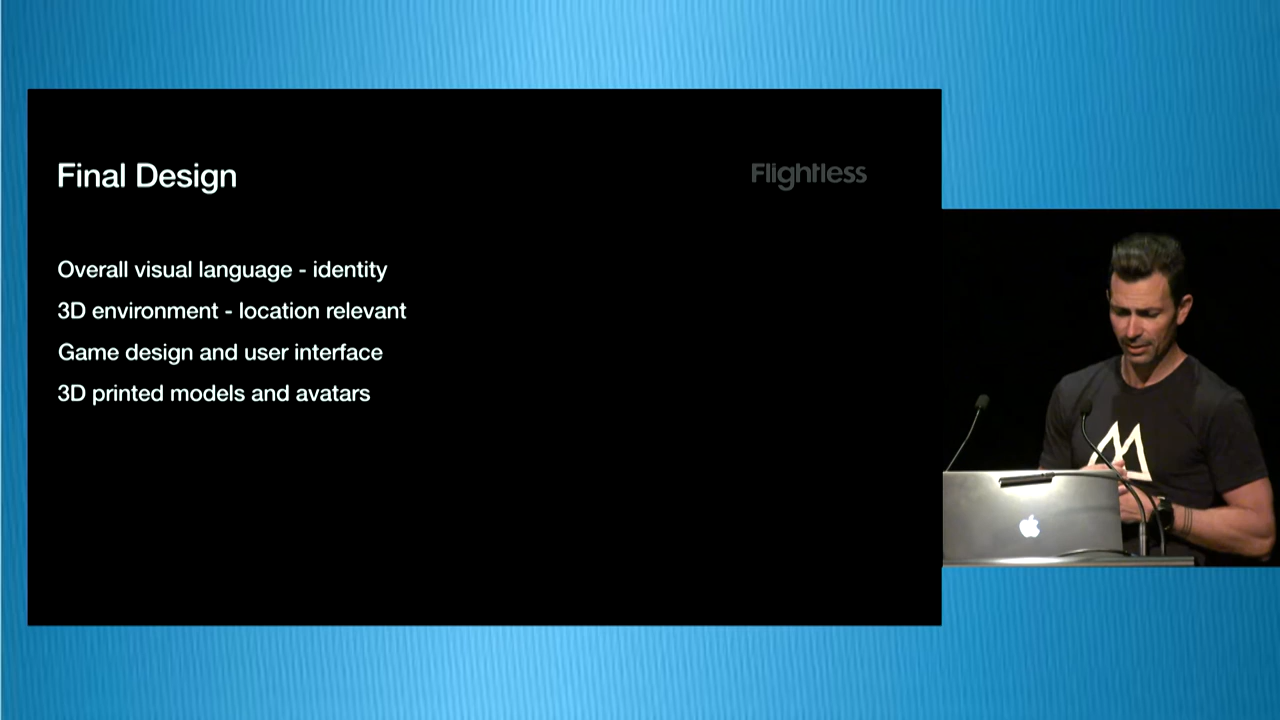 Final Design
Flightless
Overall visual language - identity
3D environment - location relevant
Game design and user interface
3D printed models and avatars